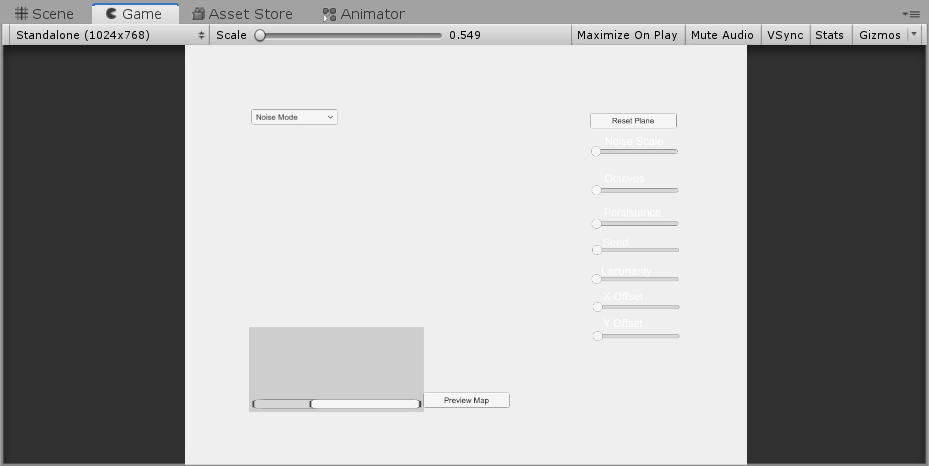 Scene Game Asset Store Animator
Standalone (1024x768) Scale 0.549 Maximize On Play Mute Audio VSync Stats Gizmos
Noise Mode
Reset Plane
Noise Scale
Octaves
Persistance
Seed
Lacunarity
X Offset
Y Offset
Preview Map